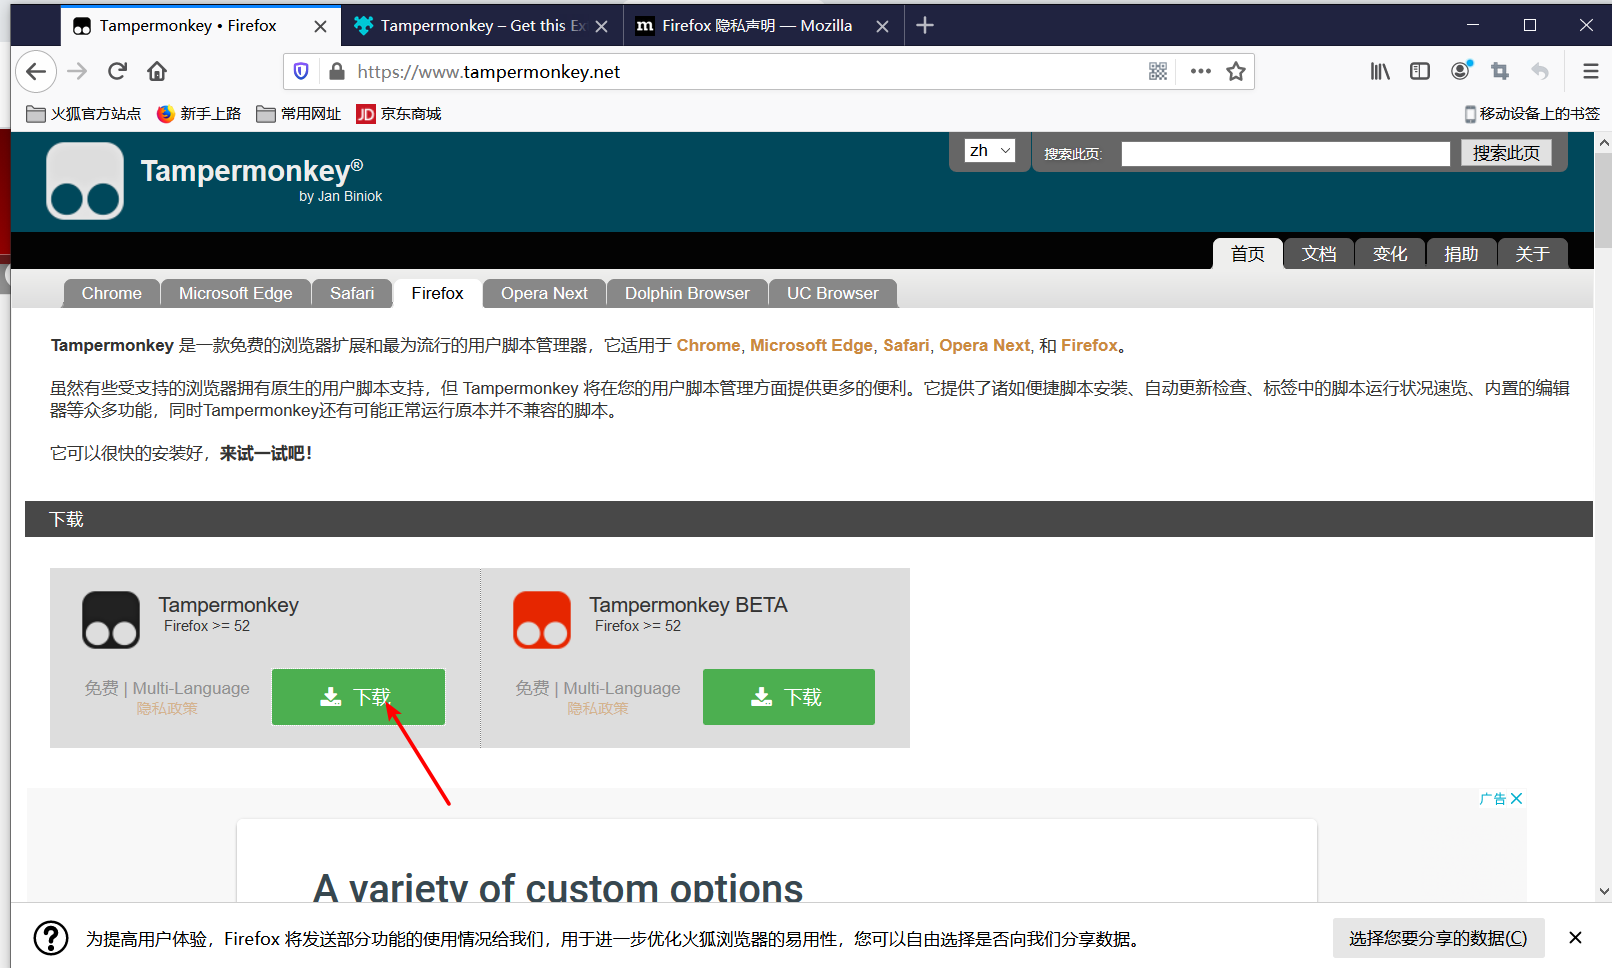 Tampermonkey • Firefox
Tampermonkey – Get this Ex
Firefox 隐私声明 — Mozilla
https://www.tampermonkey.net
火狐官方站点
新手上路
常用网址
JD 京东商城
移动设备上的书签
Tampermonkey®
by Jan Biniok
zh
搜索此页:
搜索此页
首页
文档
变化
捐助
关于
Chrome
Microsoft Edge
Safari
Firefox
Opera Next
Dolphin Browser
UC Browser
Tampermonkey 是一款免费的浏览器扩展和最为流行的用户脚本管理器，它适用于 Chrome, Microsoft Edge, Safari, Opera Next, 和 Firefox。
虽然有些受支持的浏览器拥有原生的用户脚本支持，但 Tampermonkey 将在您的用户脚本管理方面提供更多的便利。它提供了诸如便捷脚本安装、自动更新检查、标签中的脚本运行状况速览、内置的编辑
器等众多功能，同时Tampermonkey还有可能正常运行原本并不兼容的脚本。
它可以很快的安装好，来试一试吧！
下载
Tampermonkey
Firefox >= 52
免费 | Multi-Language
隐私政策
下载
Tampermonkey BETA
Firefox >= 52
免费 | Multi-Language
隐私政策
下载
广告
A variety of custom options
为提高用户体验，Firefox 将发送部分功能的使用情况给我们，用于进一步优化火狐浏览器的易用性，您可以自由选择是否向我们分享数据。
选择您要分享的数据(C)